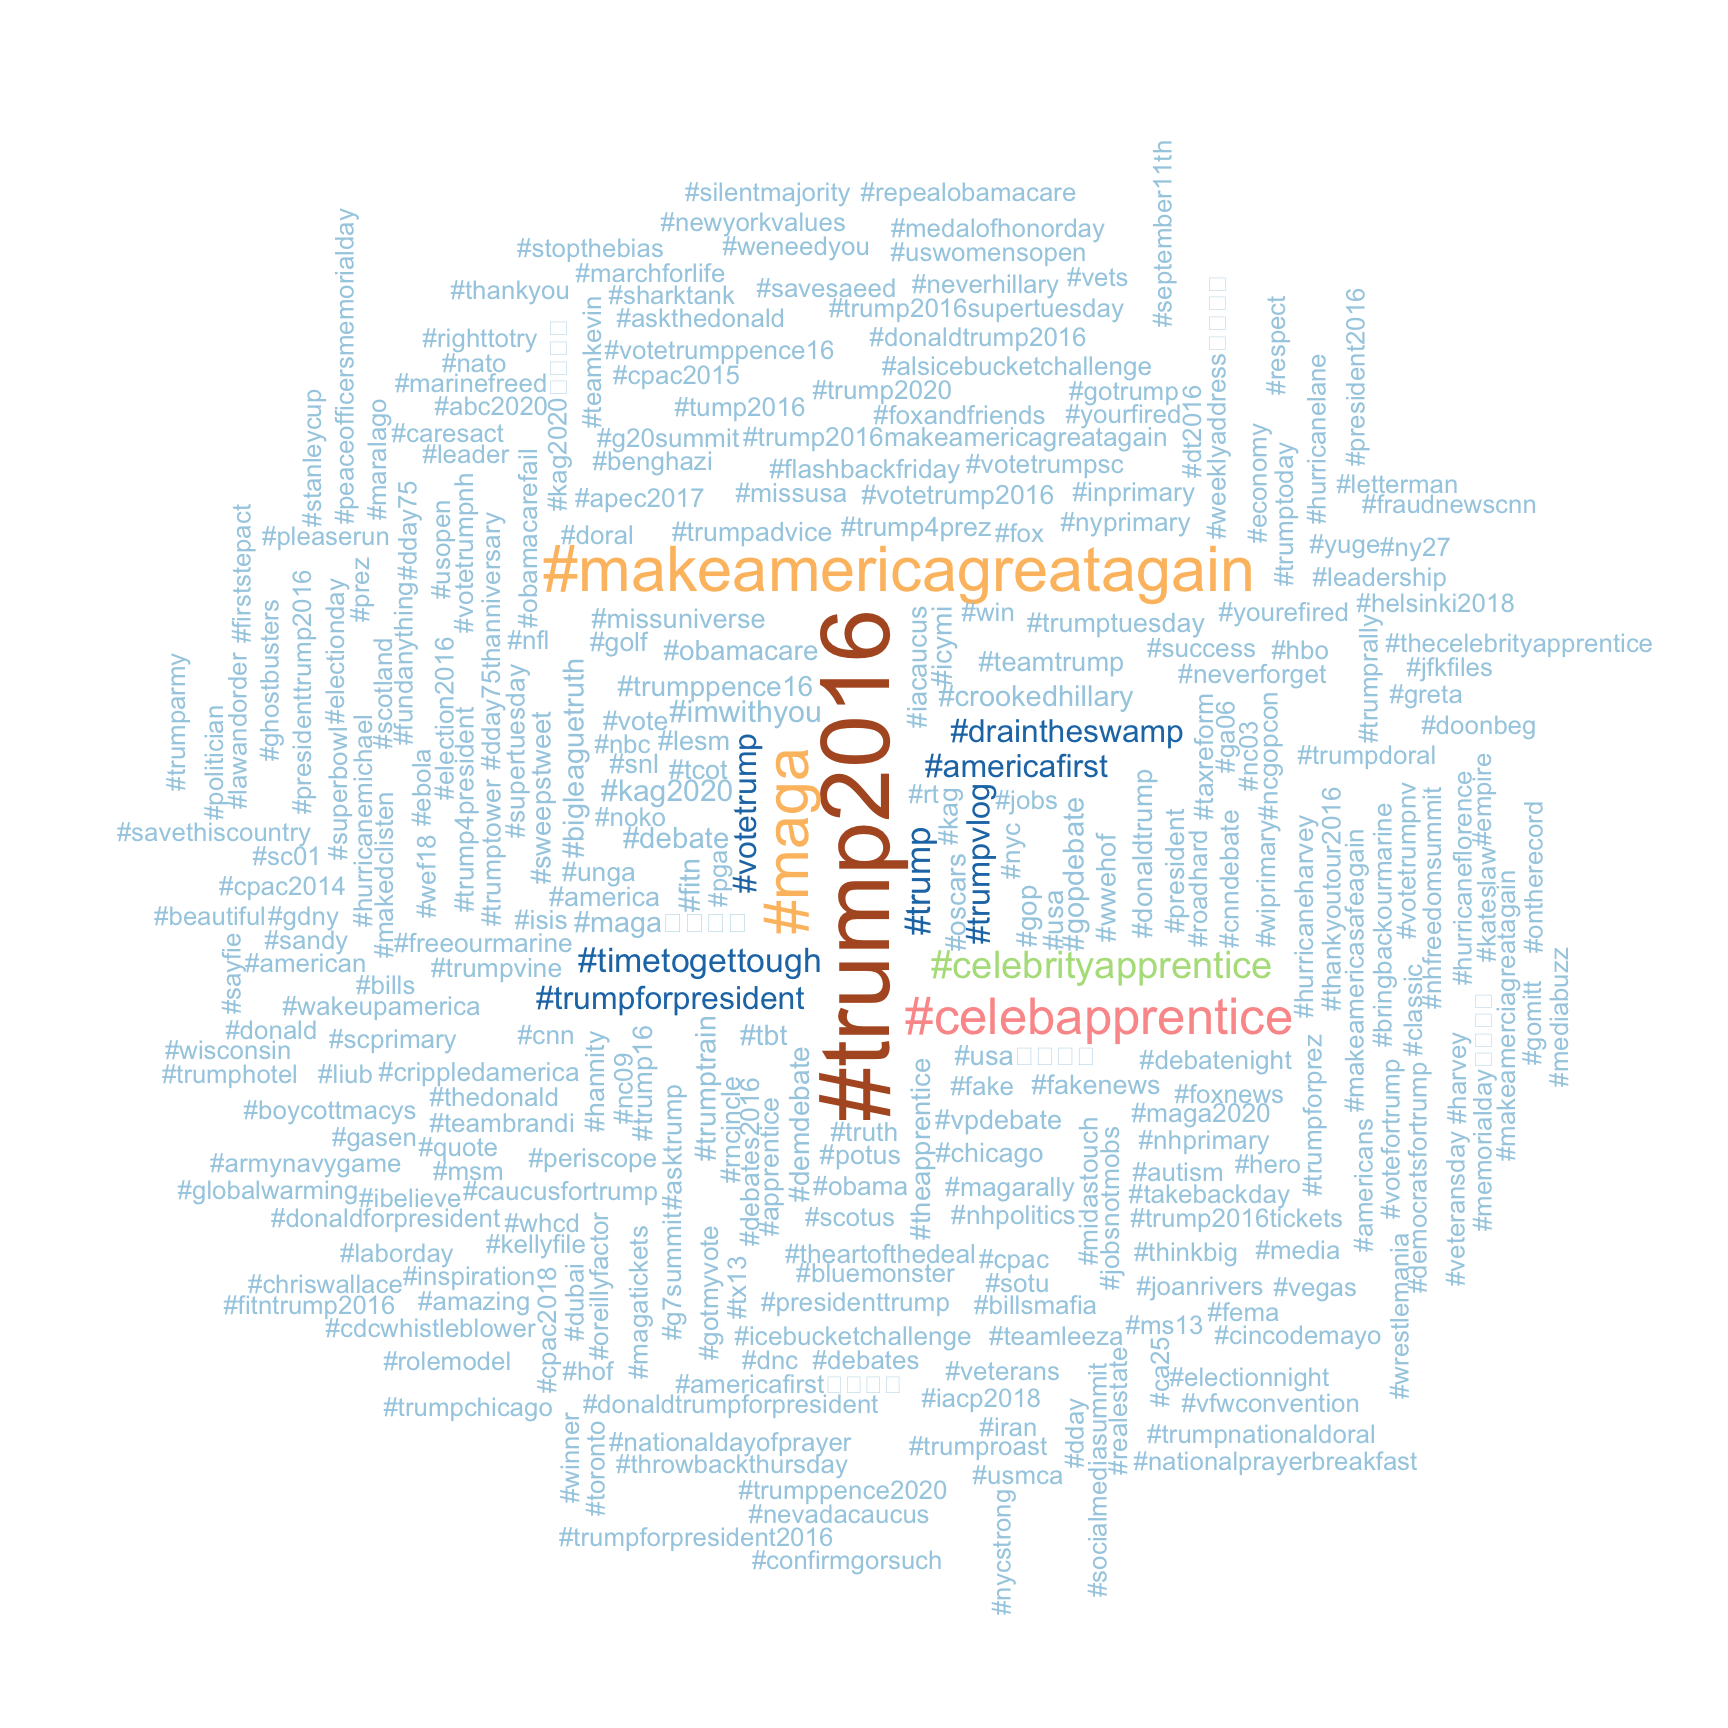 #silentmajority #repealobamacare
#september11th
#newyorkvalues
#medalofhonorday
#stopthebias
#weneedyou
#uswomensopen
#peaceofficersmemorialday
#marchforlife
#thankyou
#sharktank
#savesaeed
#neverhillary
#vets
#trump2016supertuesday
#askthedonald
#weeklyaddress
#respect
#president2016
#righttotry
#teamkevin
#donaldtrump2016
#votetrumppence16
#nato
#alsicebucketchallenge
#hurricanelane
#marinefreed
#kag2020
#cpac2015
#trump2020
#gotrump
#abc2020
#tump2016
#foxandfriends
#yourfired
#stanleycup
#maralago
#caresact
#g20summit
#trump2016makeamericagreatagain
#dt2016
#leader
#benghazi
#flashbackfriday
#votetrumpsc
#economy
#trumptoday
#letterman
#apec2017
#missusa
#votetrump2016
#inprimary
#fraudnewscnn
#pleaserun
#doral
#trumpadvice
#trump4prez
#fox
#nyprimary
#yuge
#ny27
#firststepact
#dday75
#usopen
#votetrumpnh
#dday75thanniversary
#obamacarefail
#makeamericagreatagain
#leadership
#prez
#fundanything
#missuniverse
#win
#yourefired
#helsinki2018
#trumptuesday
#nfl
#golf
#iacaucus
#icymi
#success
#hbo
#thecelebrityapprentice
#obamacare
#teamtrump
#neverforget
#jfkfiles
#trumparmy
#politician
#lawandorder
#ghostbusters
#presidenttrump2016
#superbowl
#electionday
#scotland
#election2016
#trump4president
#supertuesday
#trumppence16
#crookedhillary
#greta
#trumprally
#vote
#imwithyou
#draintheswamp
#doonbeg
#nbc
#lesm
#trumpdoral
#snl
#tcot
#americafirst
#trump2016
#maga
#votetrump
#bigleaguetruth
#sweepstweet
#trumptower
#ebola
#wef18
#hurricanemichael
#makedclisten
#kag2020
#noko
#debate
#rt
#kag
#jobs
#trumpvlog
#trump
#oscars
#nyc
#gop
#usa
#gopdebate
#wwehof
#donaldtrump
#president
#roadhard
#taxreform
#ga06
#nc03
#cnndebate
#wiprimary
#ncgopcon
#savethiscountry
#sc01
#unga
#fitn
#pga
#cpac2014
#america
#beautiful
#gdny
#isis
#maga
#hurricaneharvey
#thankyoutour2016
#makeamericasafeagain
#bringbackourmarine
#votetrumpnv
#classic
#nhfreedomsummit
#hurricaneflorence
#kateslaw
#empire
#makeamerciagreatagain
#ontherecord
#gomitt
#mediabuzz
#sandy
#freeourmarine
#sayfie
#american
#trumpvine
#timetogettough
#celebrityapprentice
#bills
#wakeupamerica
#trumpforpresident
#celebapprentice
#donald
#scprimary
#cnn
#tbt
#wisconsin
#usa
#debatenight
#trumphotel
#liub
#crippledamerica
#hannity
#nc09
#trump16
#trumptrain
#rncincle
#debates2016
#apprentice
#demdebate
#theapprentice
#fake
#fakenews
#foxnews
#boycottmacys
#thedonald
#teambrandi
#maga2020
#gasen
#truth
#vpdebate
#nhprimary
#quote
#potus
#chicago
#trumpforprez
#americans
#votefortrump
#democratsfortrump
#veteransday
#harvey
#memorialday
#armynavygame
#msm
#periscope
#autism
#hero
#globalwarming
#ibelieve
#caucusfortrump
#asktrump
#obama
#magarally
#midastouch
#takebackday
#donaldforpresident
#whcd
#scotus
#nhpolitics
#jobsnotmobs
#trump2016tickets
#laborday
#kellyfile
#theartofthedeal
#cpac
#thinkbig
#media
#chriswallace
#inspiration
#bluemonster
#sotu
#joanrivers
#vegas
#fitntrump2016
#amazing
#cpac2018
#dubai
#oreillyfactor
#magatickets
#g7summit
#gotmyvote
#tx13
#presidenttrump
#billsmafia
#fema
#wrestlemania
#cdcwhistleblower
#icebucketchallenge
#teamleeza
#ms13
#cincodemayo
#rolemodel
#hof
#dnc
#debates
#veterans
#ca25
#electionnight
#americafirst
#iacp2018
#trumpchicago
#donaldtrumpforpresident
#vfwconvention
#iran
#dday
#realestate
#trumpnationaldoral
#winner
#toronto
#nationaldayofprayer
#trumproast
#throwbackthursday
#usmca
#socialmediasummit
#nationalprayerbreakfast
#trumppence2020
#nevadacaucus
#nycstrong
#trumpforpresident2016
#confirmgorsuch